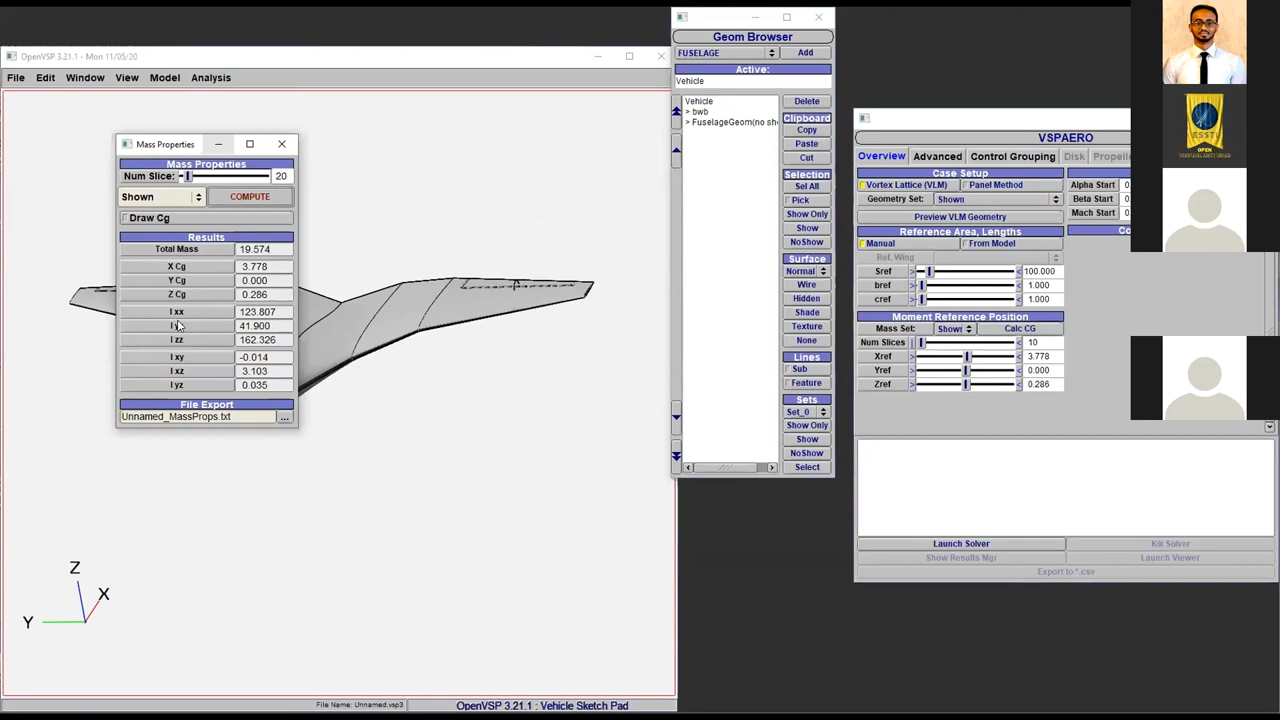 OpenVSP 3.21.1 - Mon 11/05/20
File Edit Window View Model Analysis
Mass Properties
Mass Properties
Num Slice: 20
Shown COMPUTE
Draw Cg
Results
Total Mass 19.574
X Cg 3.778
Y Cg 0.000
Z Cg 0.286
I xx 123.807
41.900
I zz 162.326
I xy -0.014
I xz 3.103
I yz 0.035
File Export
Unnamed_MassProps.txt ...
Z
X
Y
File Name: Unnamed.vsp3
OpenVSP 3.21.1 : Vehicle Sketch Pad
Geom Browser
FUSELAGE Add
Active:
Vehicle
Vehicle
> bwb
> FuselageGeom(no sh
Delete
Clipboard
Copy
Paste
Cut
Selection
Sel All
Pick
Show Only
Show
NoShow
Surface
Normal
Wire
Hidden
Shade
Texture
None
Lines
Sub
Feature
Sets
Set_0
Show Only
Show
NoShow
Select
VSPAERO
Overview Advanced Control Grouping Disk Propelle
Case Setup
Vortex Lattice (VLM) Panel Method
Geometry Set: Shown
Preview VLM Geometry
Reference Area, Lengths
Manual From Model
Ref. Wing
Sref > < 100.000
bref > < 1.000
cref > < 1.000
Moment Reference Position
Mass Set: Shown Calc CG
Num Slices 10
Xref > < 3.778
Yref > < 0.000
Zref > < 0.286
Alpha Start 0
Beta Start 0
Mach Start 0
Co
Launch Solver Kill Solver
Show Results Mgr Launch Viewer
Export to *.csv
ESSTI
OPEN